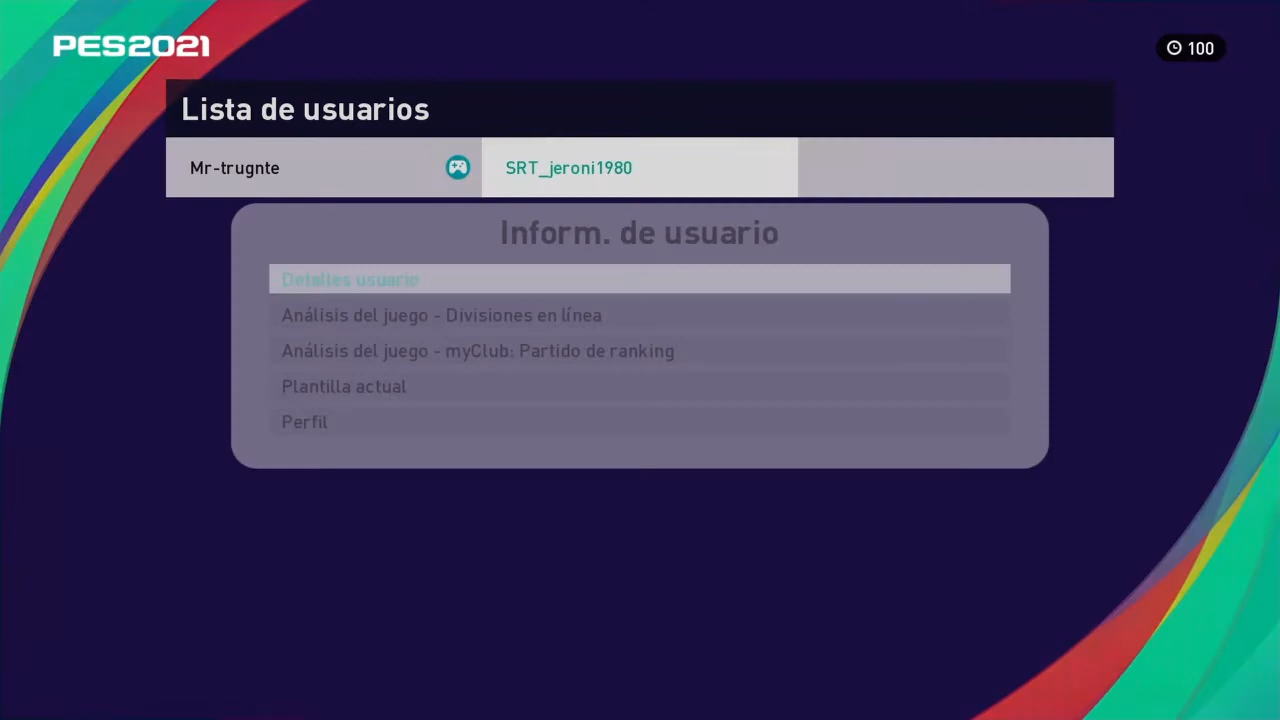 PES2021
100
Lista de usuarios
Mr-trugnte
SRT_jeroni1980
Inform. de usuario
Detalles usuario
Análisis del juego - Divisiones en línea
Análisis del juego - myClub: Partido de ranking
Plantilla actual
Perfil